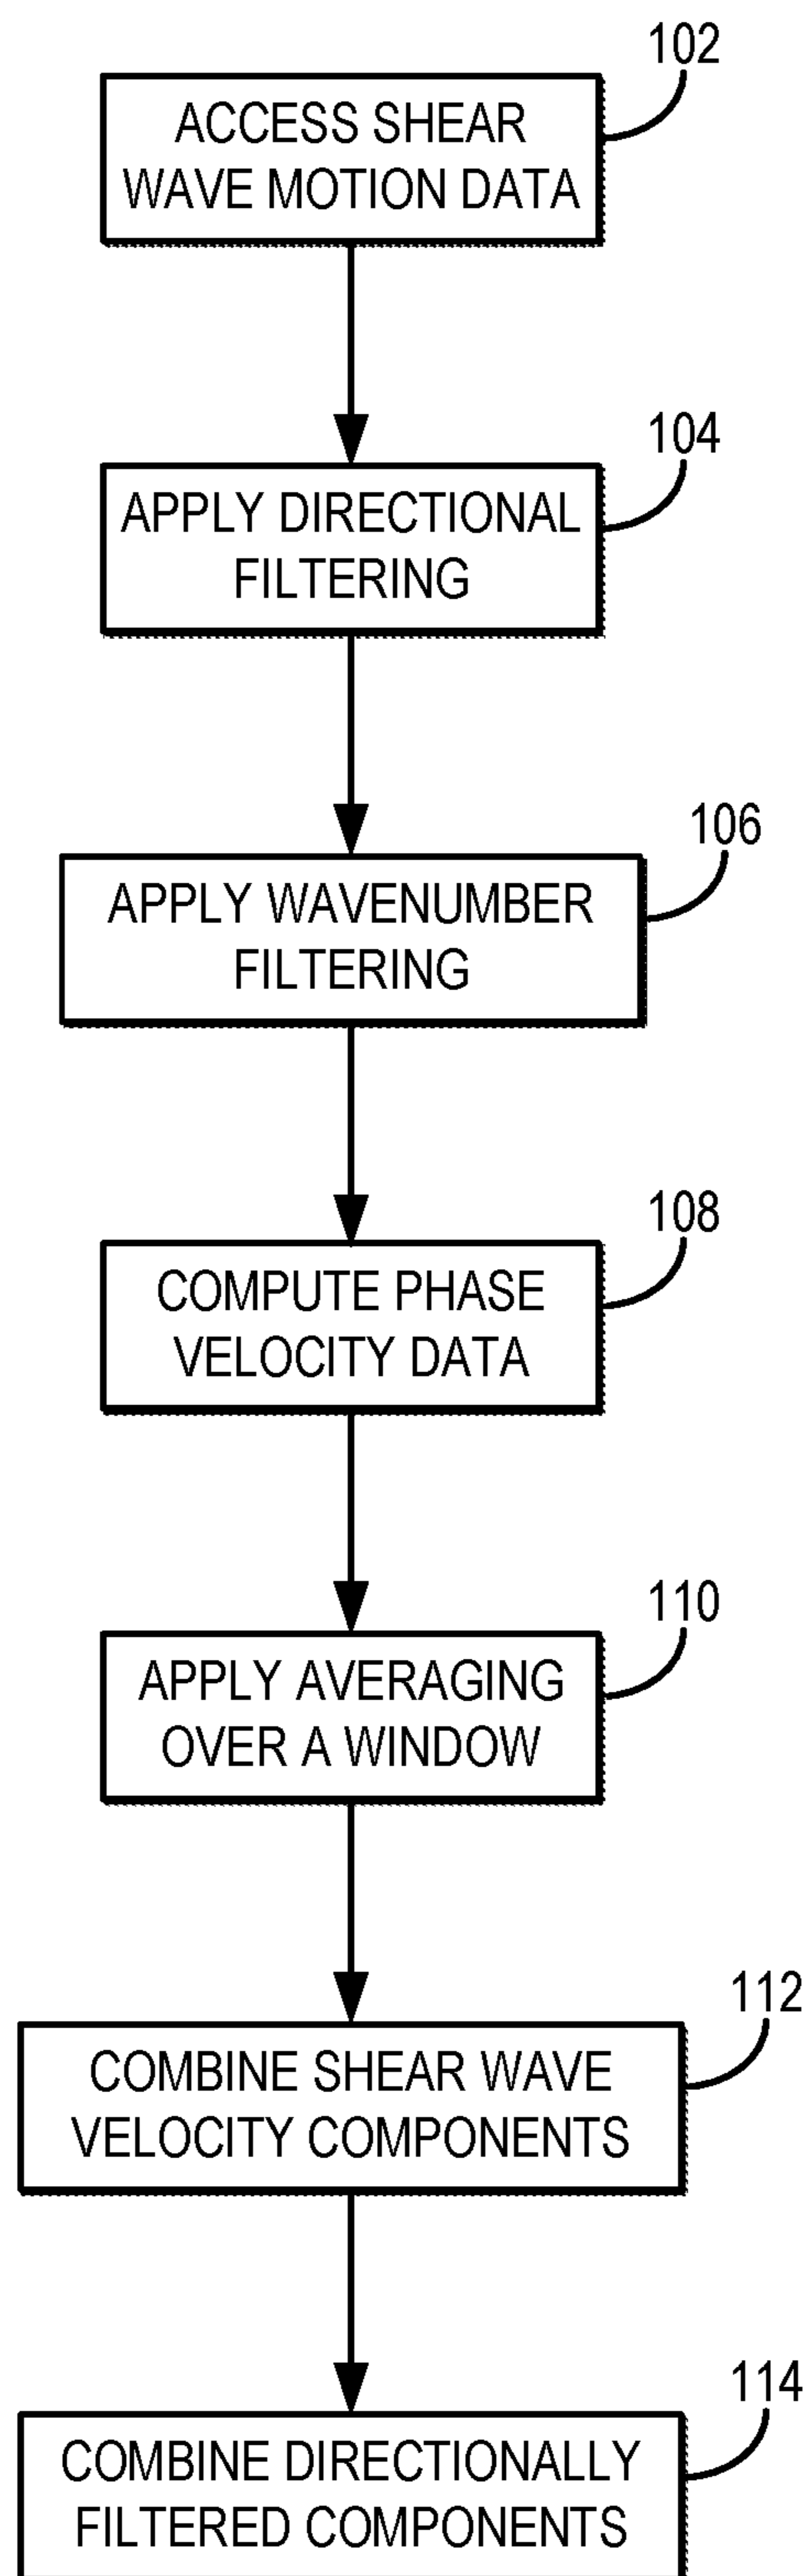 102
ACCESS SHEAR
WAVE MOTION DATA
104
APPLY DIRECTIONAL
FILTERING
106
APPLY WAVENUMBER
FILTERING
108
COMPUTE PHASE
VELOCITY DATA
110
APPLY AVERAGING
OVER A WINDOW
112
COMBINE SHEAR WAVE
VELOCITY COMPONENTS
114
COMBINE DIRECTIONALLY
FILTERED COMPONENTS